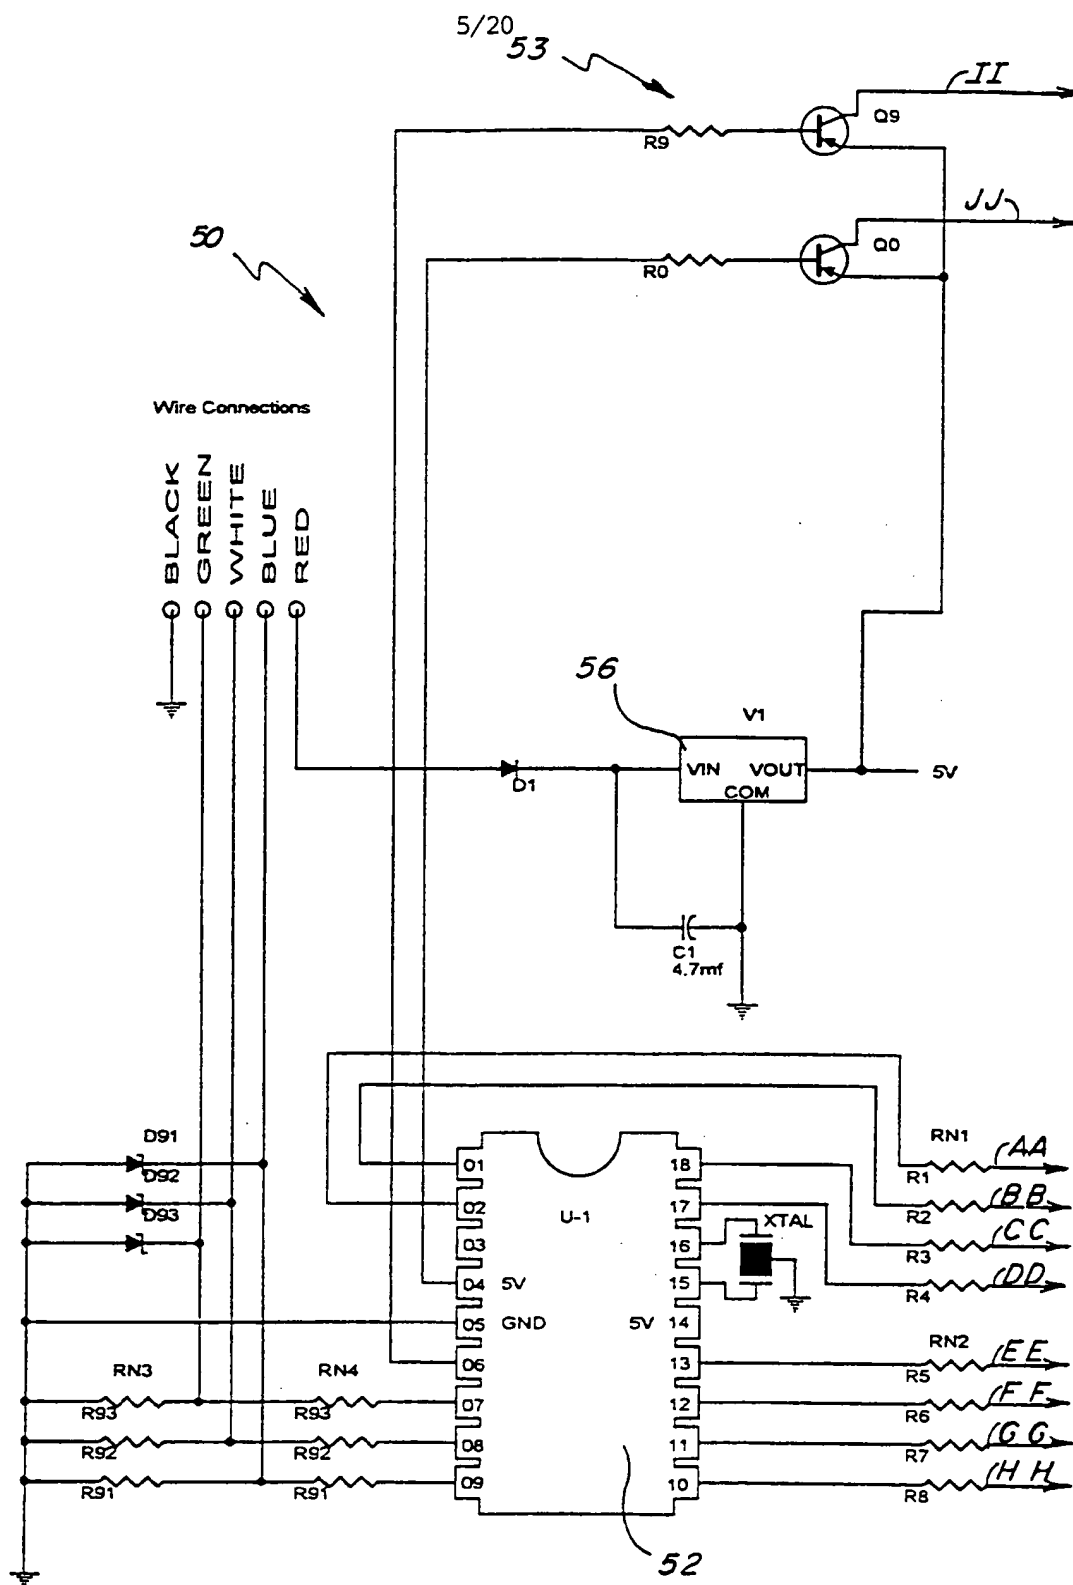 5/20
53
II
Q9
R9
JJ
50
Q0
R0
Wire Connections
BLACK
GREEN
WHITE
BLUE
RED
56
V1
VIN VOUT
COM
5V
D1
C1
4.7mf
D91
D92
D93
RN1
AA
R1
BB
R2
CC
R3
DD
R4
01
02
03
04 5V
05 GND
06
07
08
09
U-1
18
17
16
15
5V 14
13
12
11
10
XTAL
RN2
EE
R5
FF
R6
GG
R7
HH
R8
RN3
RN4
R93
R93
R92
R92
R91
R91
52